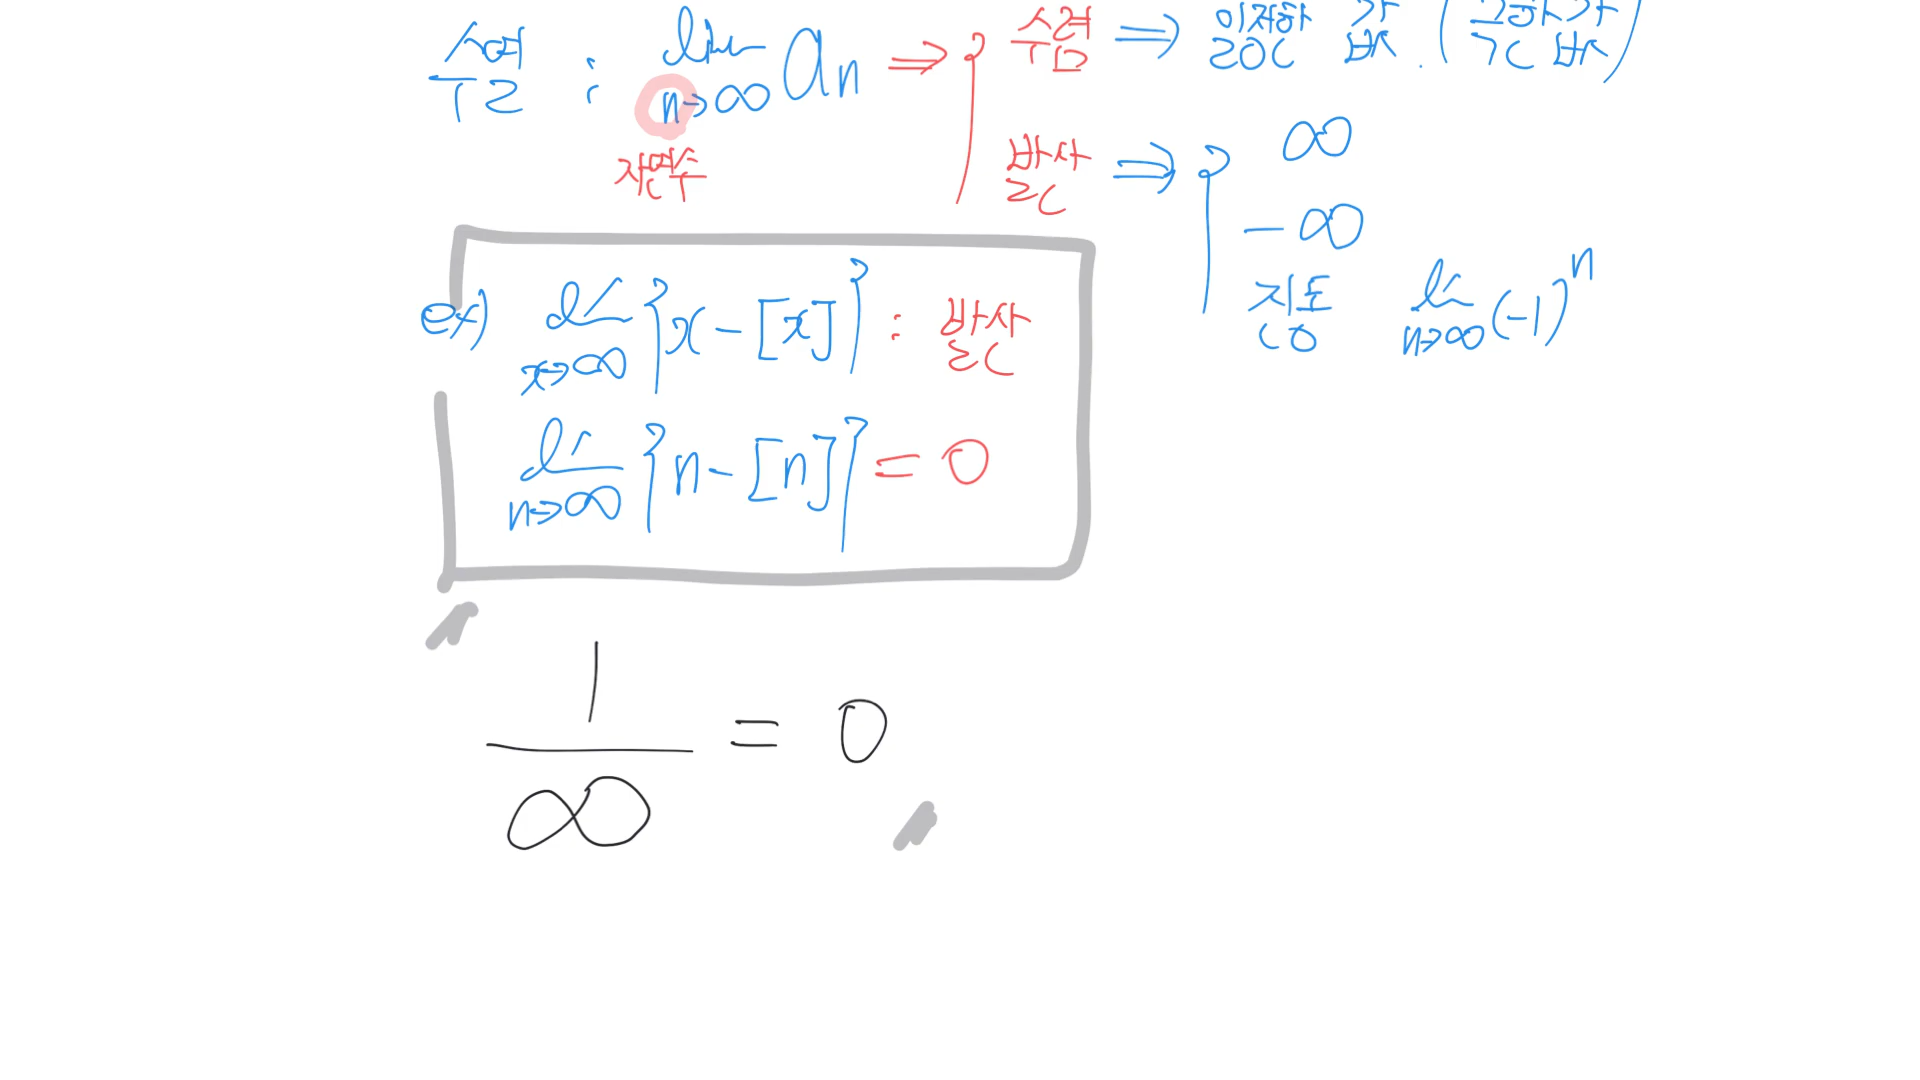 수열 : lim n→∞ an ⇒ { 수렴 ⇒ 일정한 값. (극한값)
자연수
발산 ⇒ { ∞
-∞
진동 lim n→∞ (-1)^n
ex) lim x→∞ {x-[x]} : 발산
lim n→∞ {n-[n]} = 0
1/∞ = 0